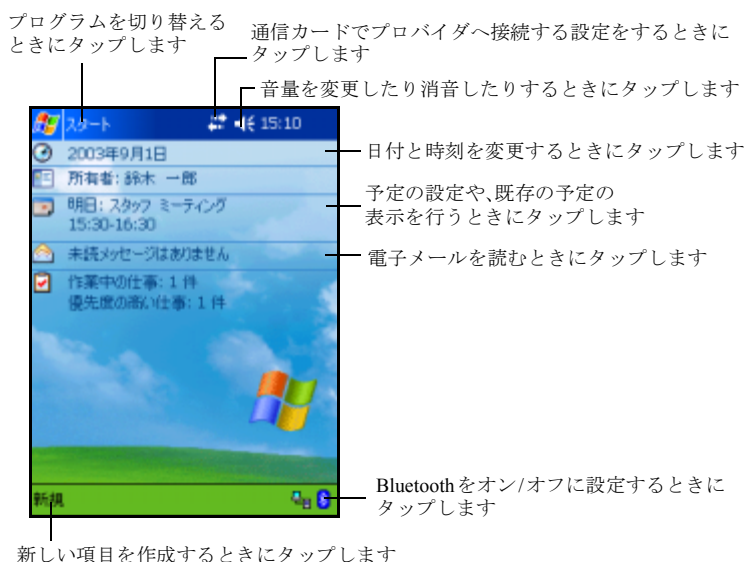 プログラムを切り替える
ときにタップします
通信カードでプロバイダへ接続する設定をするときに
タップします
音量を変更したり消音したりするときにタップします
スタート 15:10
2003年9月1日
日付と時刻を変更するときにタップします
所有者: 鈴木 一郎
明日: スタッフ ミーティング
15:30-16:30
予定の設定や、既存の予定の
表示を行うときにタップします
未読メッセージはありません
電子メールを読むときにタップします
作業中の仕事: 1 件
優先度の高い仕事: 1 件
新規
Bluetoothをオン/オフに設定するときに
タップします
新しい項目を作成するときにタップします